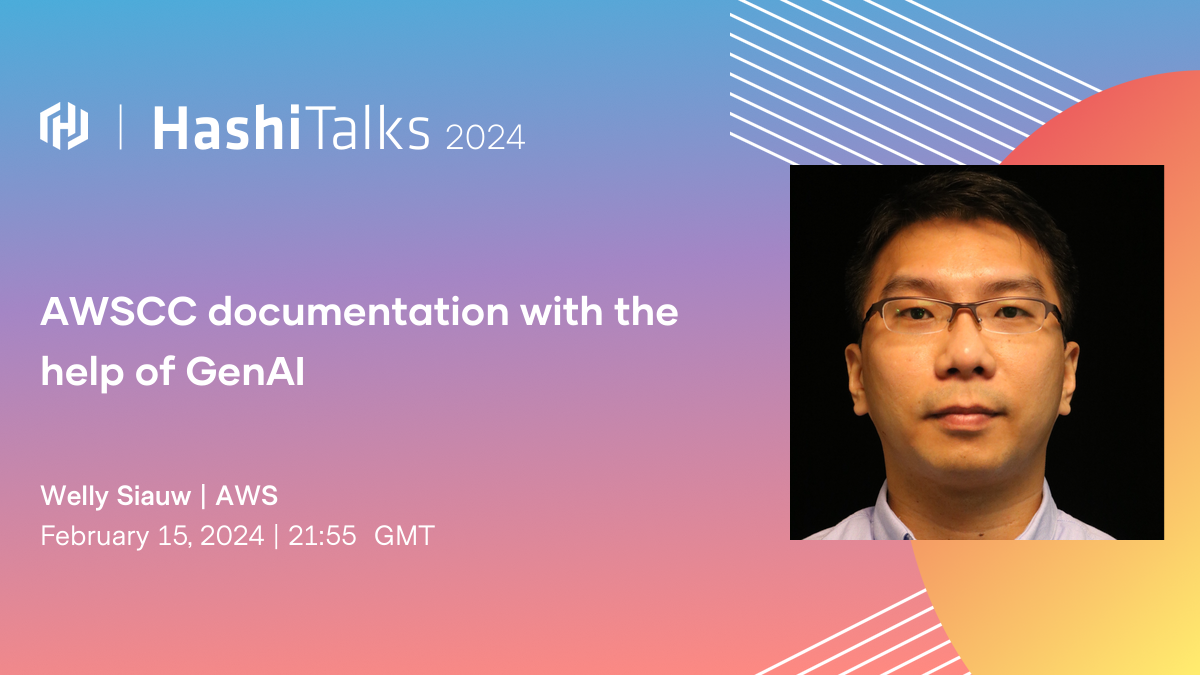 HashiTalks 2024
AWSCC documentation with the
help of GenAI
Welly Siauw | AWS
February 15, 2024 | 21:55 GMT